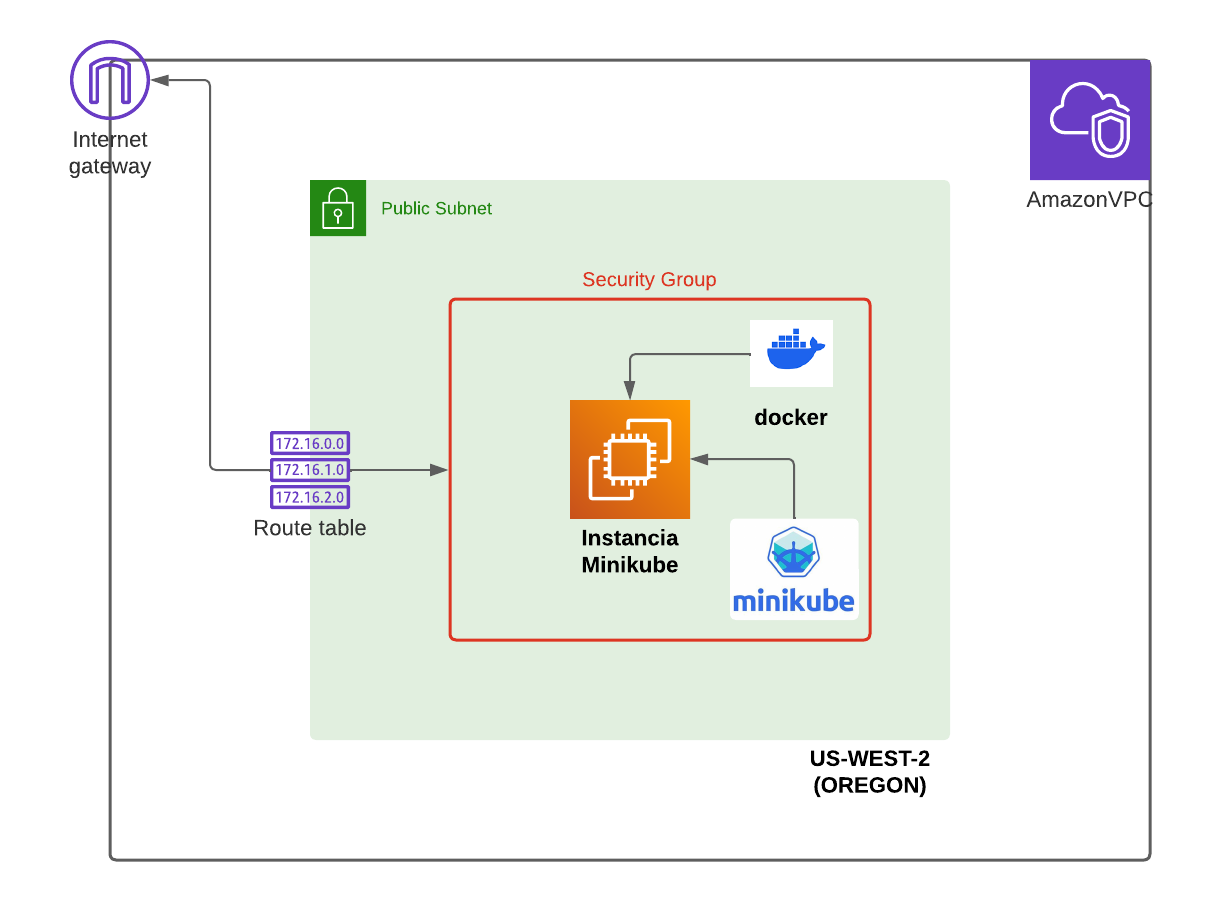 Internet
gateway
AmazonVPC
Public Subnet
Security Group
docker
172.16.0.0
172.16.1.0
172.16.2.0
Route table
Instancia
Minikube
minikube
US-WEST-2
(OREGON)